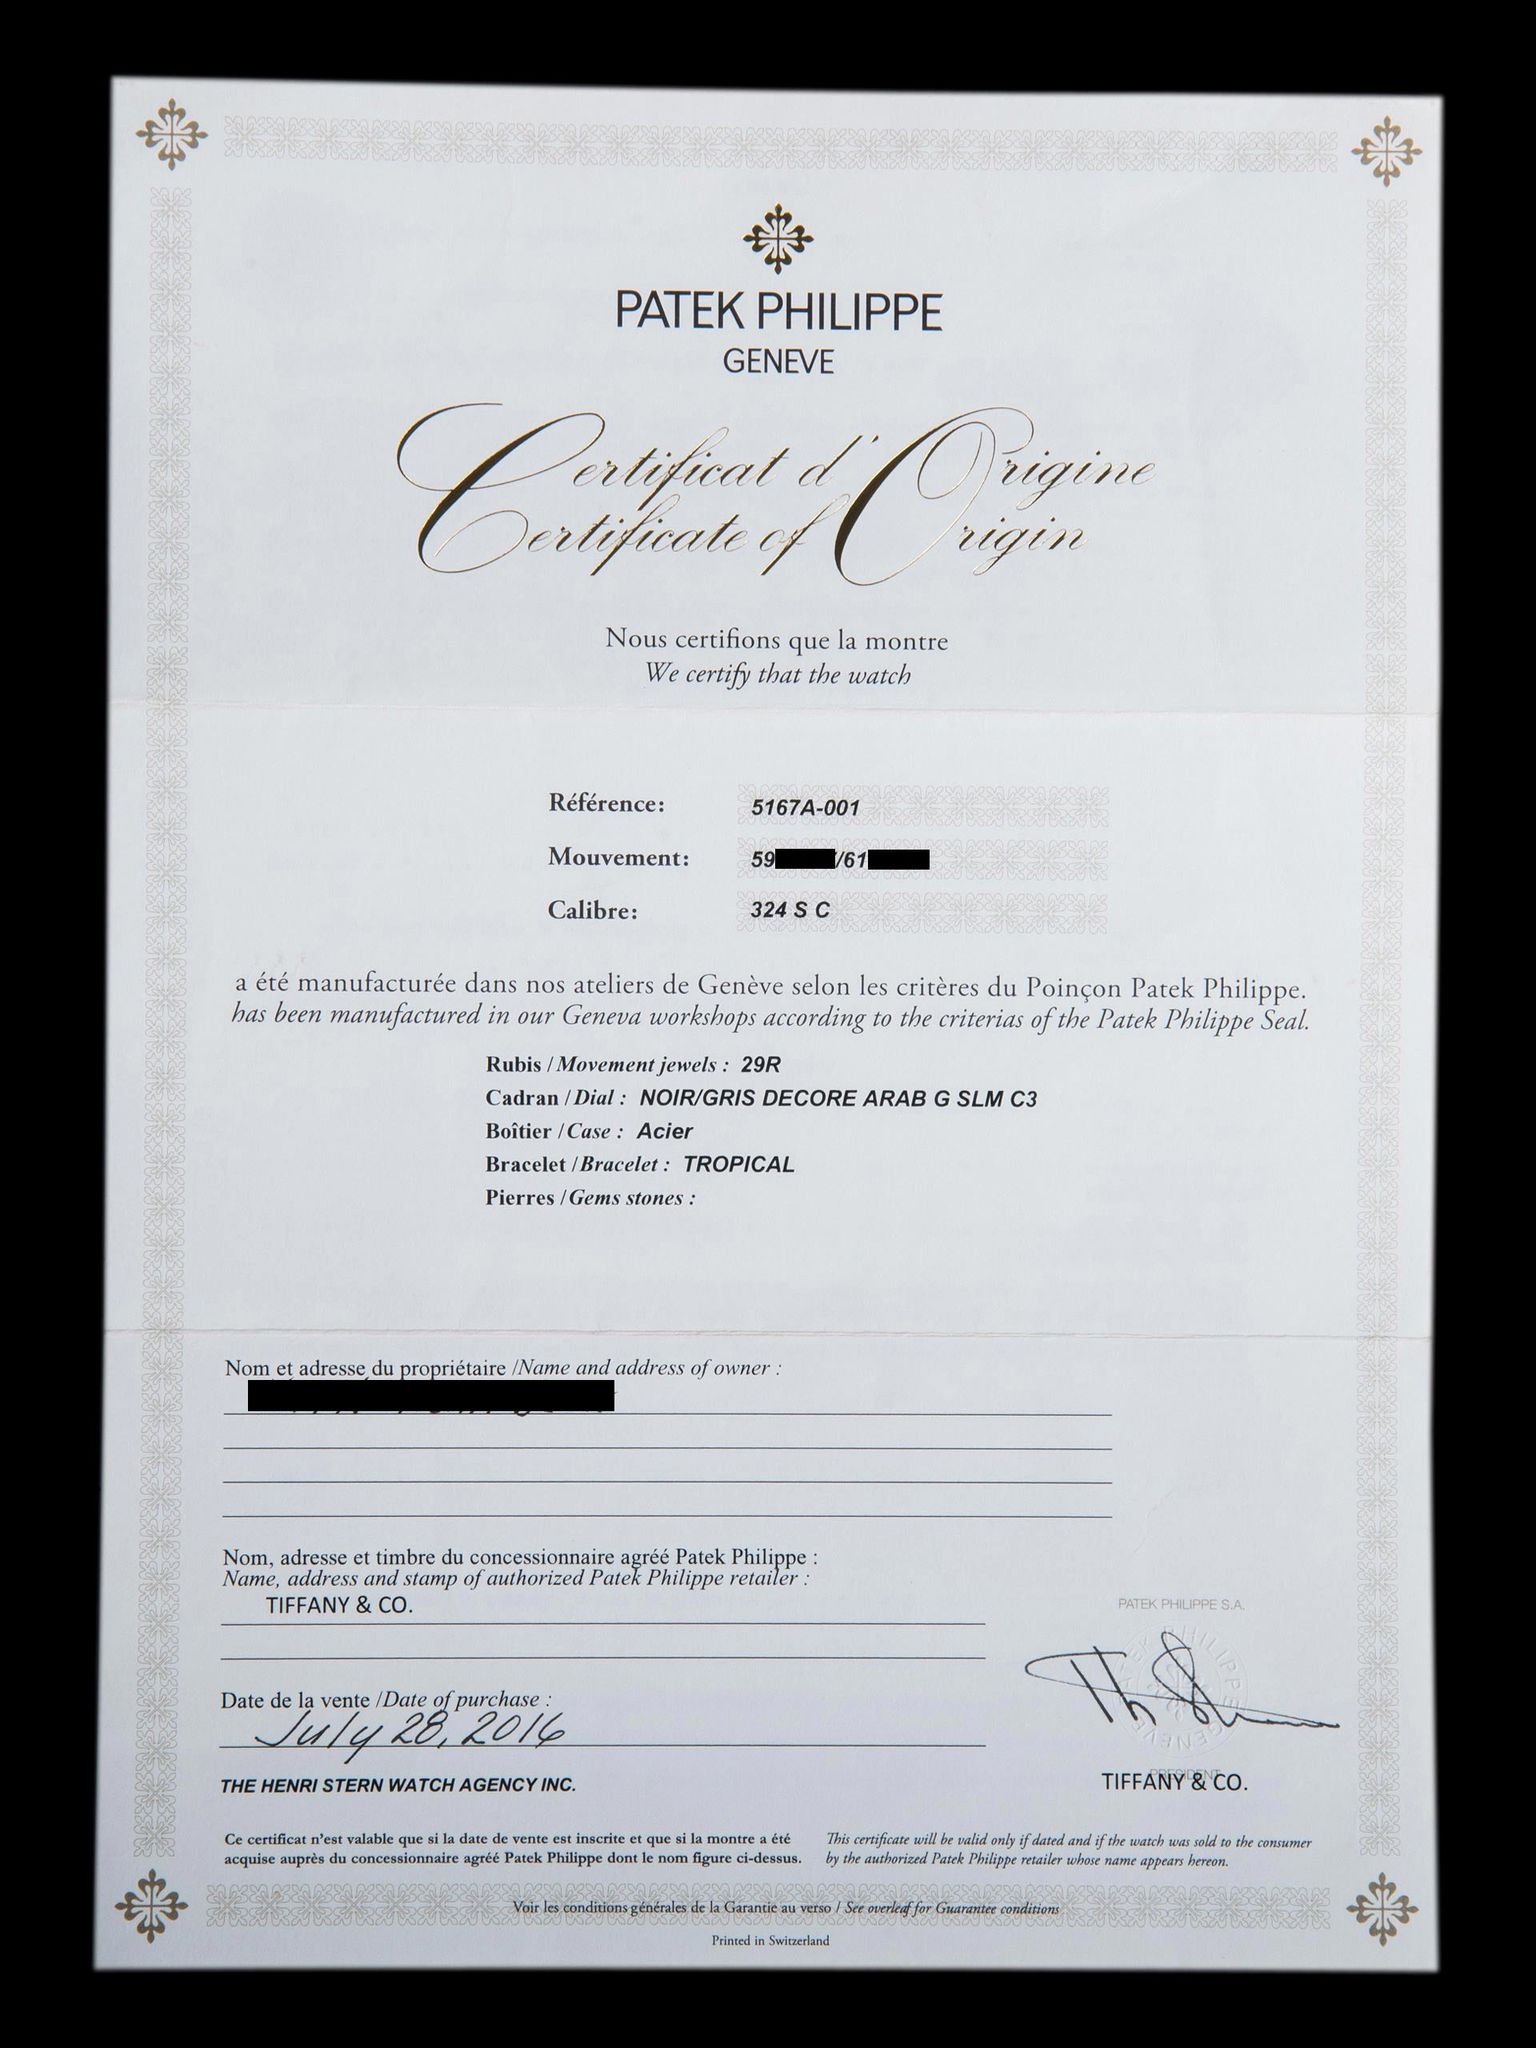 PATEK PHILIPPE
GENEVE
Certificat d'Origine
Certificate of Origin
Nous certifions que la montre
We certify that the watch
Référence: 5167A-001
Mouvement: 59 /61
Calibre: 324 S C
a été manufacturée dans nos ateliers de Genève selon les critères du Poinçon Patek Philippe.
has been manufactured in our Geneva workshops according to the criterias of the Patek Philippe Seal.
Rubis / Movement jewels : 29R
Cadran / Dial : NOIR/GRIS DECORE ARAB G SLM C3
Boîtier / Case : Acier
Bracelet / Bracelet : TROPICAL
Pierres / Gems stones :
Nom et adresse du propriétaire / Name and address of owner :
Nom, adresse et timbre du concessionnaire agréé Patek Philippe :
Name, address and stamp of authorized Patek Philippe retailer :
TIFFANY & CO.
PATEK PHILIPPE S.A.
PATEK PHILIPPE GENEVE
Date de la vente / Date of purchase :
July 28, 2016
PRESIDENT
THE HENRI STERN WATCH AGENCY INC.
TIFFANY & CO.
Ce certificat n'est valable que si la date de vente est inscrite et que si la montre a été
acquise auprès du concessionnaire agréé Patek Philippe dont le nom figure ci-dessus.
This certificate will be valid only if dated and if the watch was sold to the consumer
by the authorized Patek Philippe retailer whose name appears hereon.
Voir les conditions générales de la Garantie au verso / See overleaf for Guarantee conditions
Printed in Switzerland